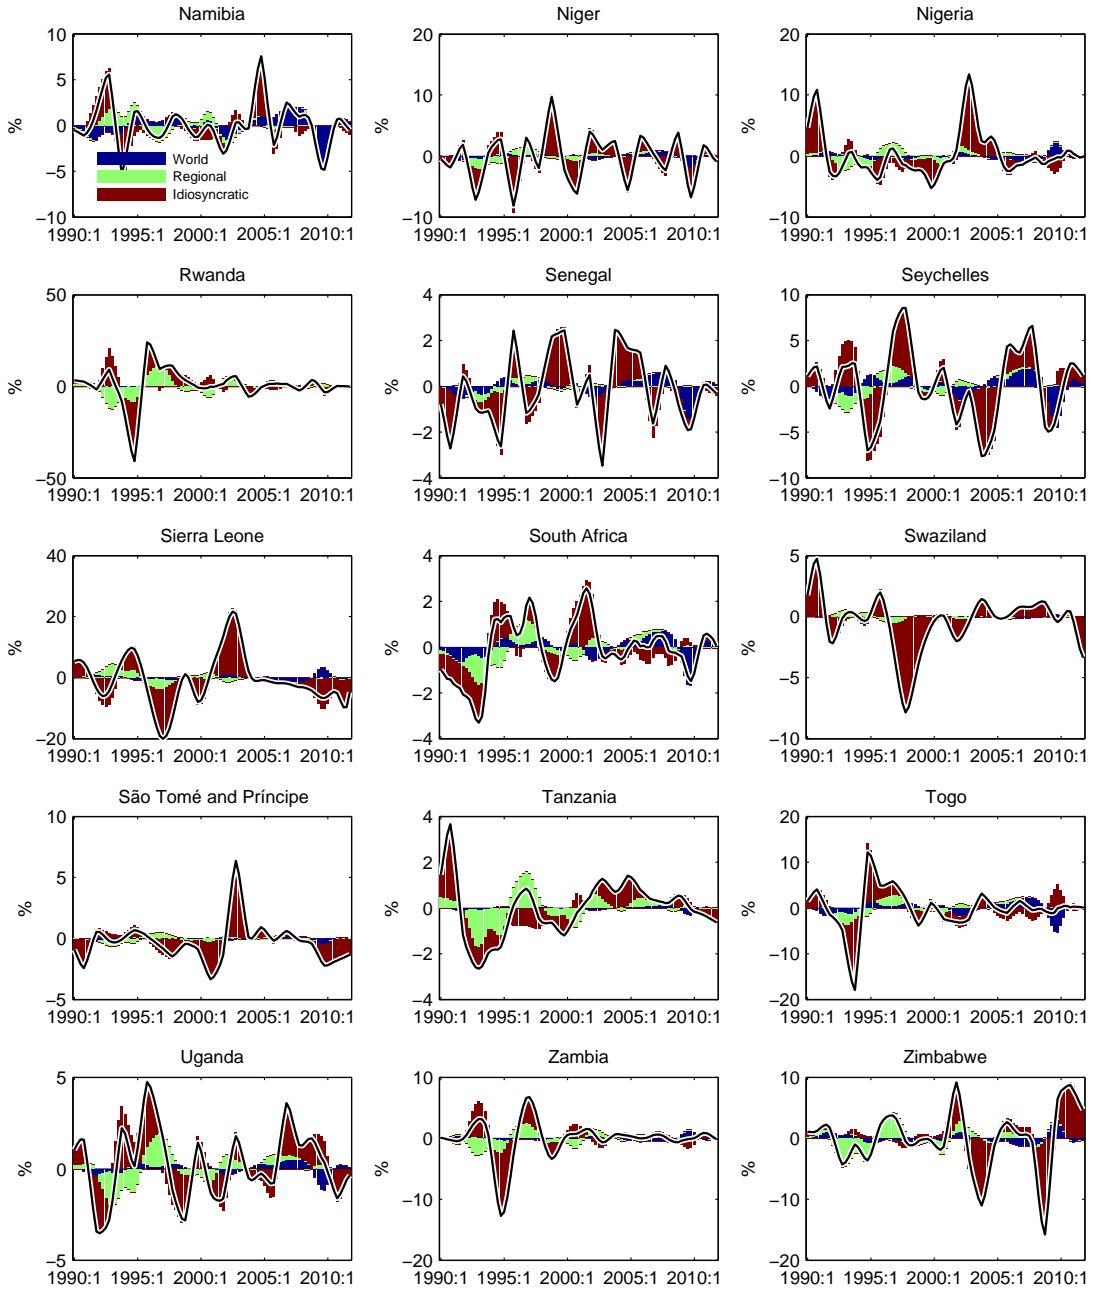 Namibia
10
5
0
−5
−10
%
World
Regional
Idiosyncratic
1990:1 1995:1 2000:1 2005:1 2010:1
Niger
20
10
0
−10
%
1990:1 1995:1 2000:1 2005:1 2010:1
Nigeria
20
10
0
−10
%
1990:1 1995:1 2000:1 2005:1 2010:1
Rwanda
50
0
−50
%
1990:1 1995:1 2000:1 2005:1 2010:1
Senegal
4
2
0
−2
−4
%
1990:1 1995:1 2000:1 2005:1 2010:1
Seychelles
10
5
0
−5
−10
%
1990:1 1995:1 2000:1 2005:1 2010:1
Sierra Leone
40
20
0
−20
%
1990:1 1995:1 2000:1 2005:1 2010:1
South Africa
4
2
0
−2
−4
%
1990:1 1995:1 2000:1 2005:1 2010:1
Swaziland
5
0
−5
−10
%
1990:1 1995:1 2000:1 2005:1 2010:1
São Tomé and Príncipe
10
5
0
−5
%
1990:1 1995:1 2000:1 2005:1 2010:1
Tanzania
4
2
0
−2
−4
%
1990:1 1995:1 2000:1 2005:1 2010:1
Togo
20
10
0
−10
−20
%
1990:1 1995:1 2000:1 2005:1 2010:1
Uganda
5
0
−5
%
1990:1 1995:1 2000:1 2005:1 2010:1
Zambia
10
0
−10
−20
%
1990:1 1995:1 2000:1 2005:1 2010:1
Zimbabwe
10
0
−10
−20
%
1990:1 1995:1 2000:1 2005:1 2010:1